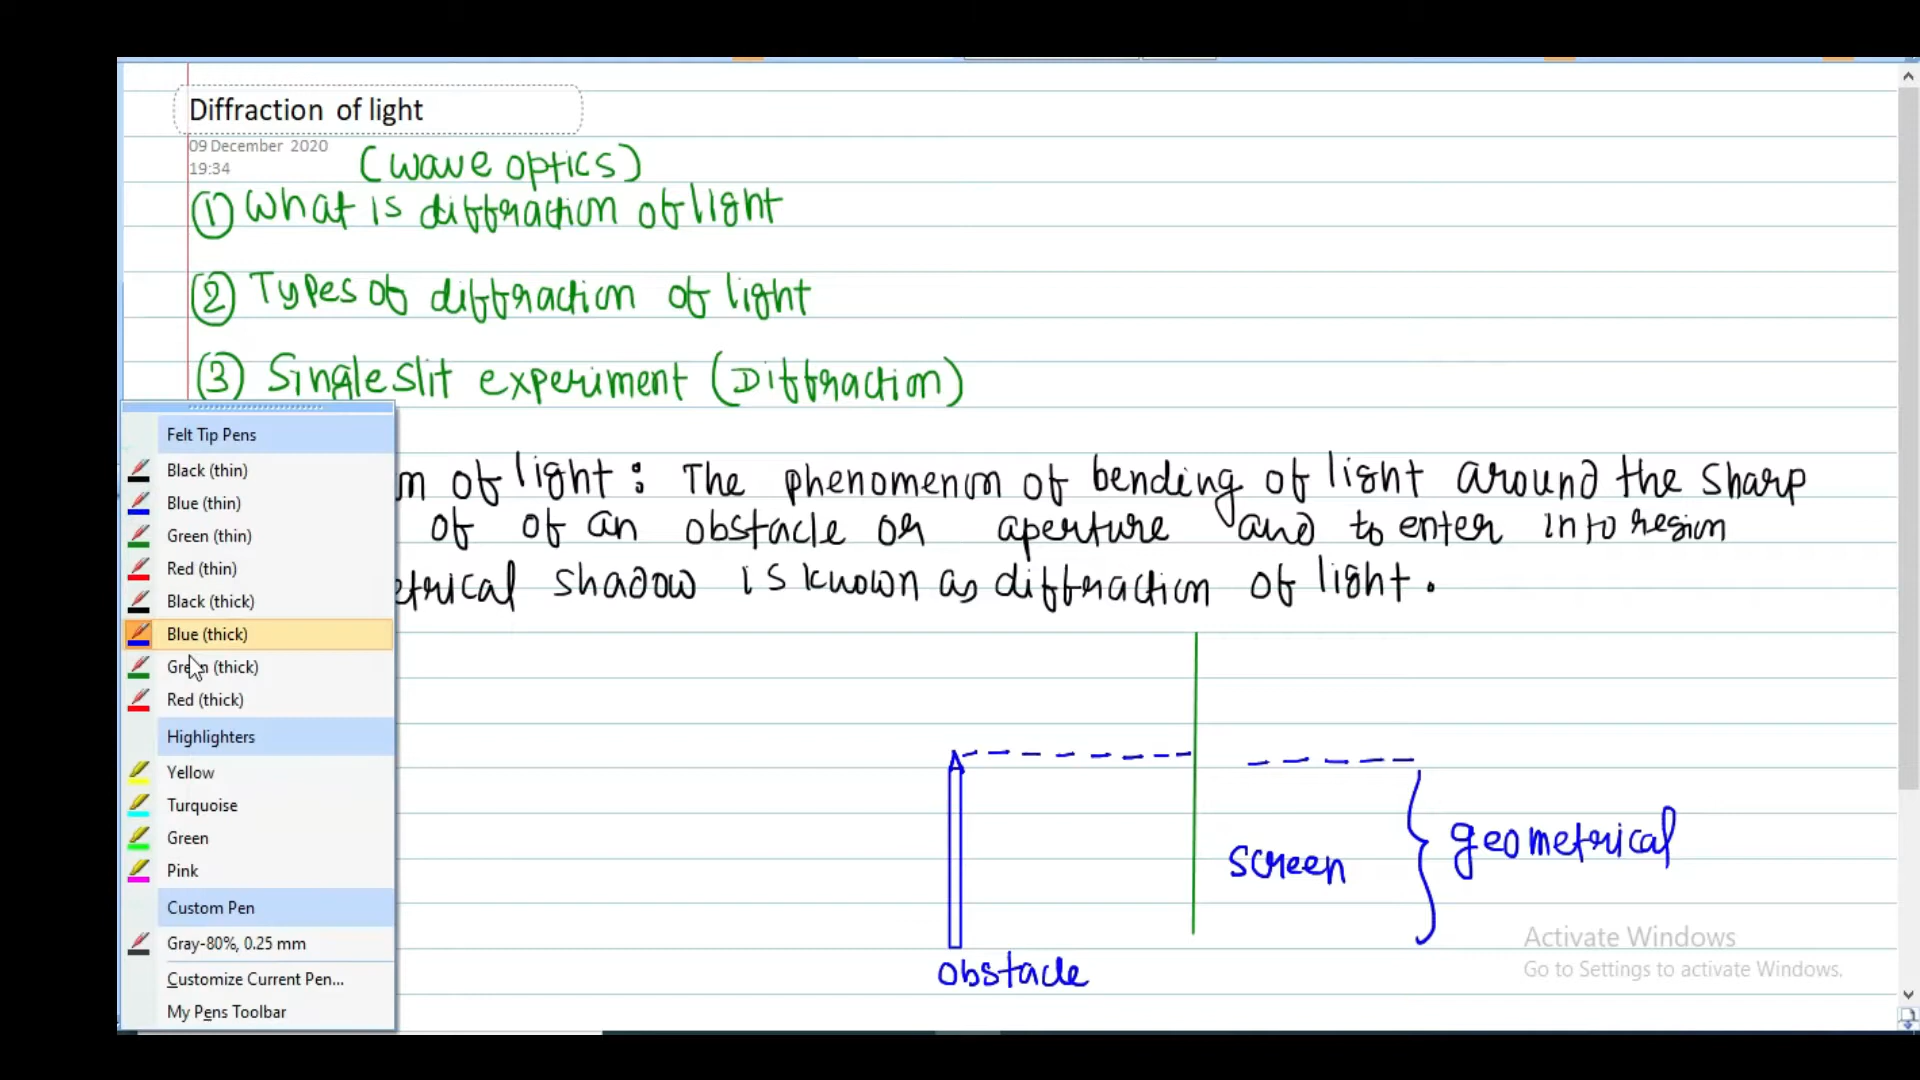 Diffraction of light
09 December 2020
19:34
(wave optics)
① What is diffraction of light
② Types of diffraction of light
③ Single slit experiment (Diffraction)
n of light : The phenomenon of bending of light around the sharp
of of an obstacle or aperture and to enter into region
etrical shadow is known as diffraction of light.
Felt Tip Pens
Black (thin)
Blue (thin)
Green (thin)
Red (thin)
Black (thick)
Blue (thick)
Green (thick)
Red (thick)
Highlighters
Yellow
Turquoise
Green
Pink
Custom Pen
Gray-80%, 0.25 mm
Customize Current Pen...
My Pens Toolbar
screen
geometrical
obstacle
Activate Windows
Go to Settings to activate Windows.